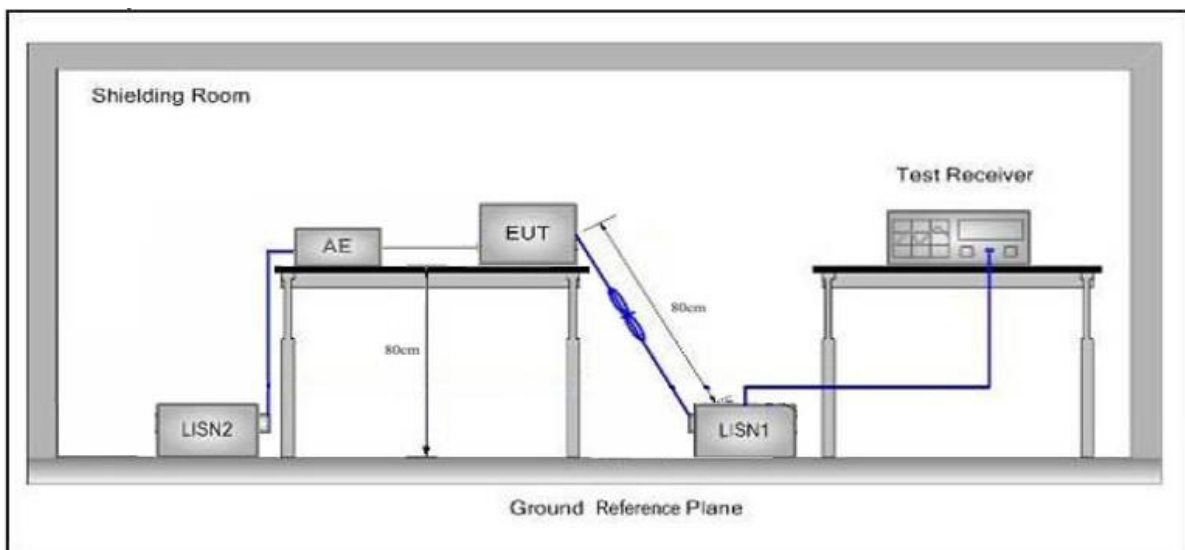 Shielding Room
Test Receiver
AE
EUT
80cm
80cm
LISN2
LISN1
Ground Reference Plane